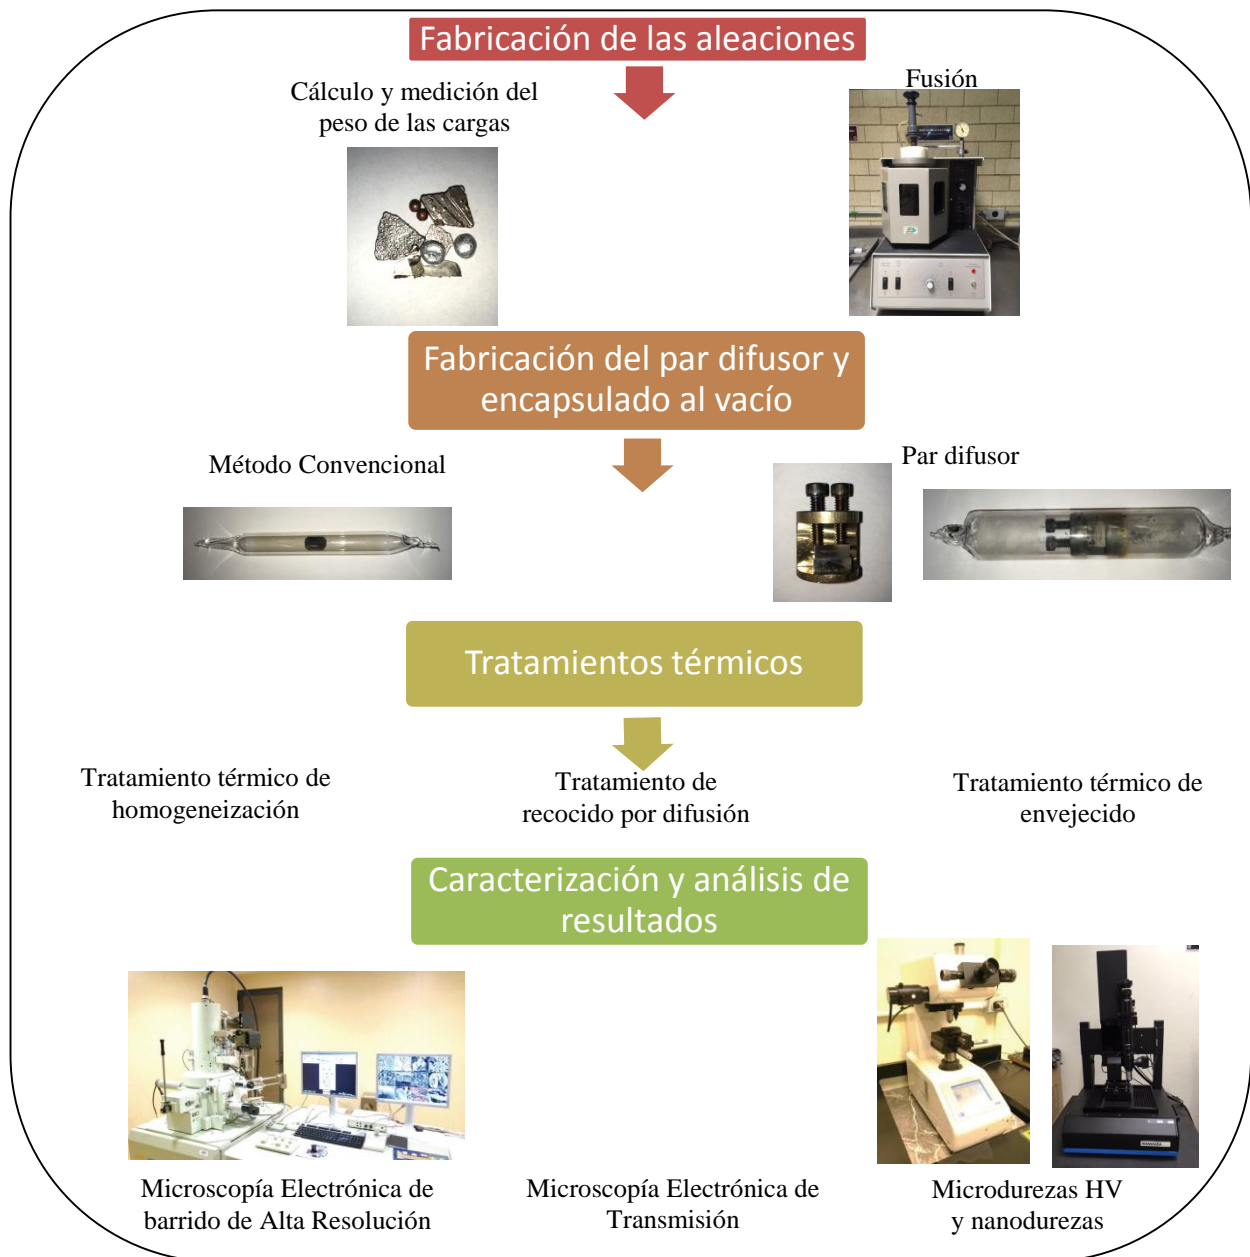 Fabricación de las aleaciones
Cálculo y medición del
peso de las cargas
Fusión
Fabricación del par difusor y
encapsulado al vacío
Método Convencional
Par difusor
Tratamientos térmicos
Tratamiento térmico de
homogeneización
Tratamiento de
recocido por difusión
Tratamiento térmico de
envejecido
Caracterización y análisis de
resultados
Microscopía Electrónica de
barrido de Alta Resolución
Microscopía Electrónica de
Transmisión
Microdurezas HV
y nanodurezas